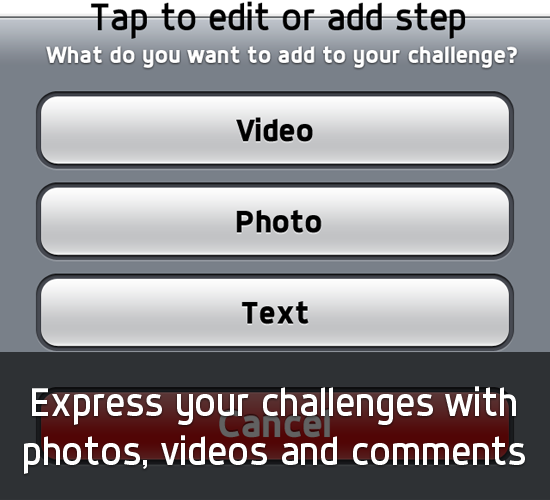 Tap to edit or add step
What do you want to add to your challenge?
Video
Photo
Text
Cancel
Express your challenges with
photos, videos and comments